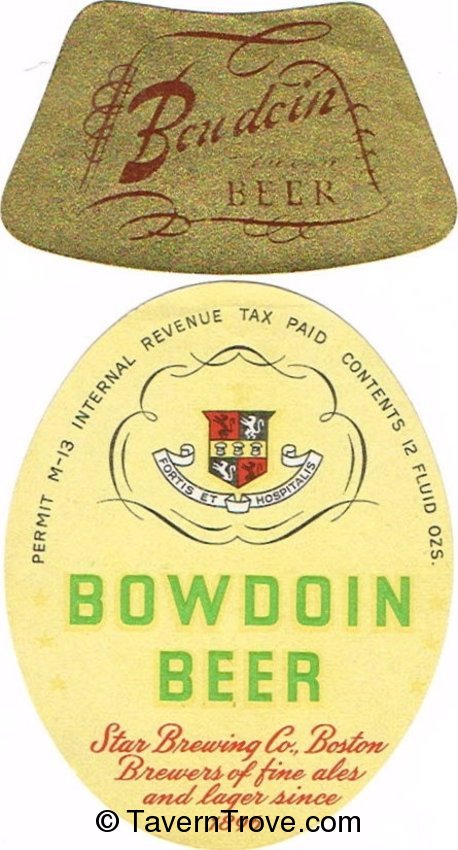 Bowdoin
BEER
PERMIT M-13 INTERNAL REVENUE TAX PAID CONTENTS 12 FLUID OZS.
FORTIS ET HOSPITALIS
BOWDOIN
BEER
Star Brewing Co., Boston
Brewers of fine ales
and lager since
© TavernTrove.com